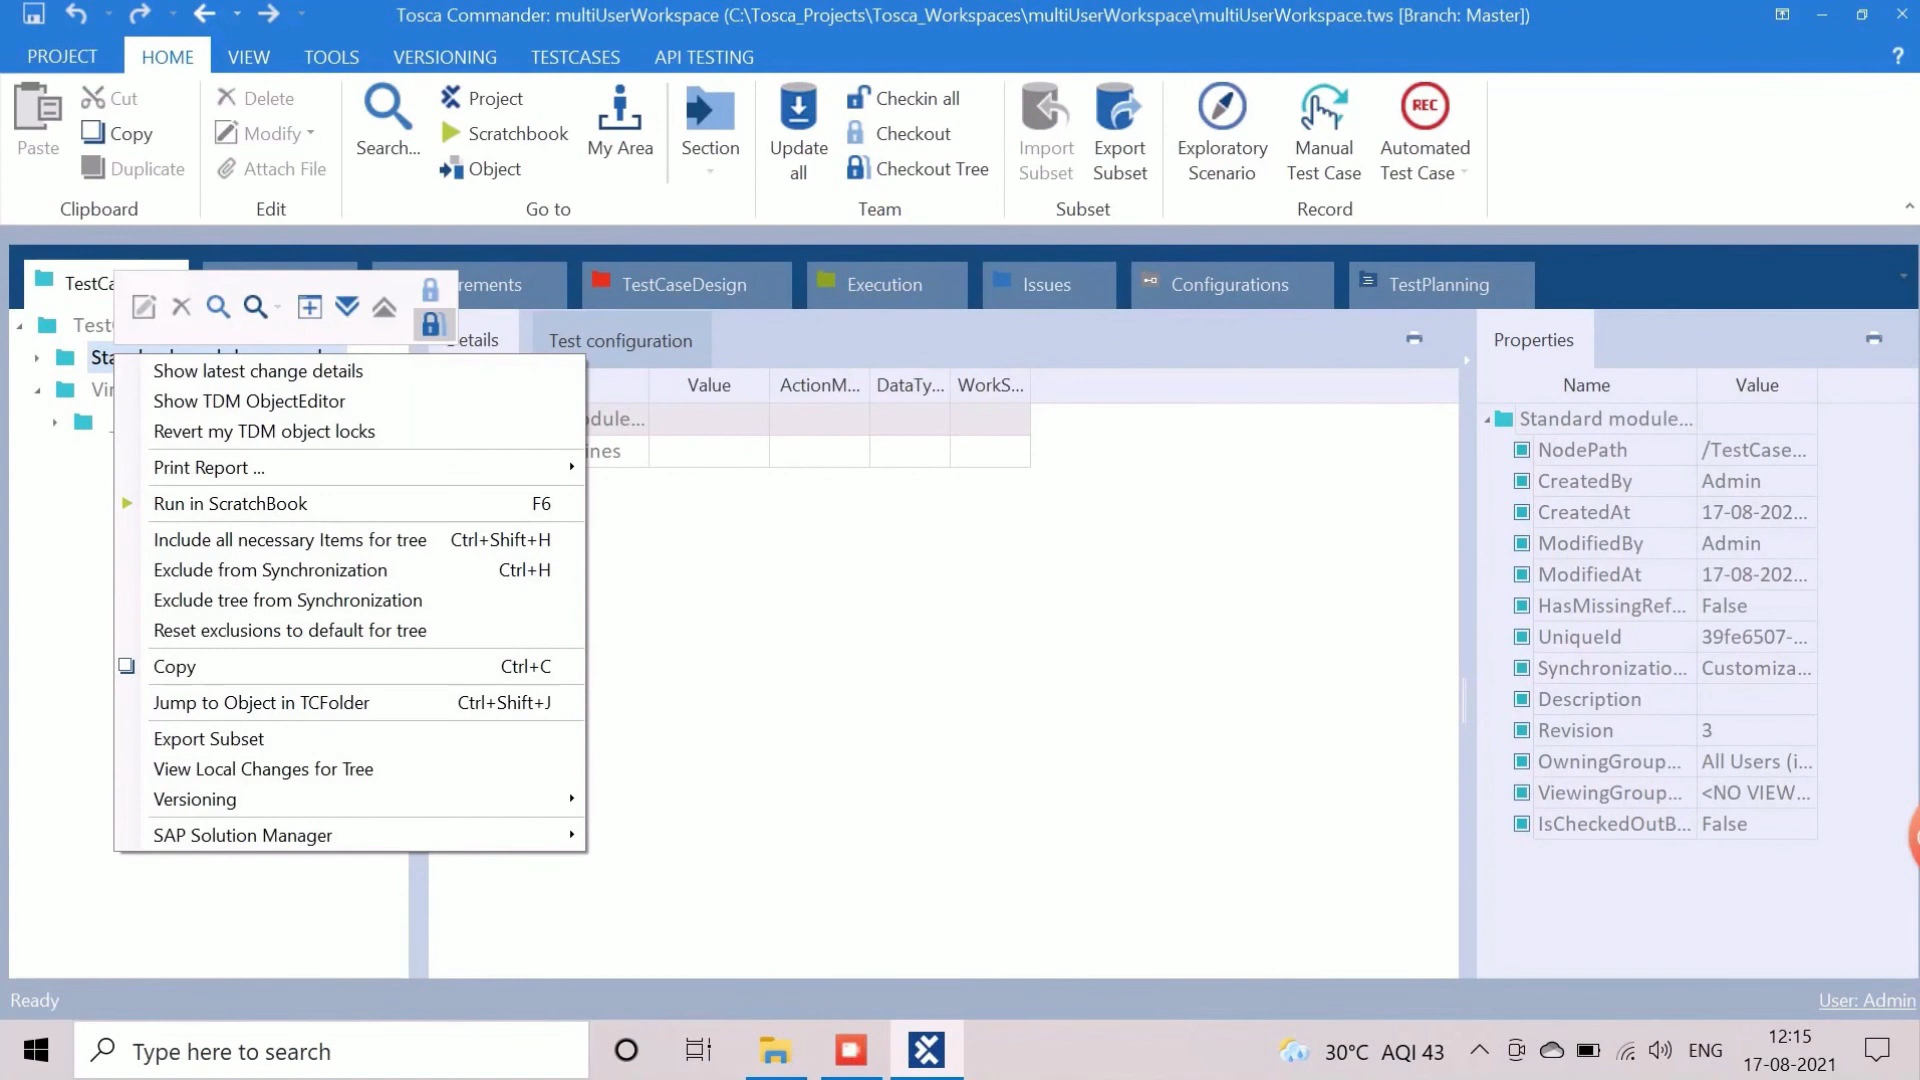 Tosca Commander: multiUserWorkspace (C:\Tosca_Projects\Tosca_Workspaces\multiUserWorkspace\multiUserWorkspace.tws [Branch: Master])
PROJECT HOME VIEW TOOLS VERSIONING TESTCASES API TESTING ?
Paste
Cut
Copy
Duplicate
Clipboard
Delete
Modify
Attach File
Edit
Search...
Project
Scratchbook
Object
My Area
Section
Go to
Update all
Checkin all
Checkout
Checkout Tree
Team
Import Subset
Export Subset
Subset
Exploratory Scenario
Manual Test Case
REC
Automated Test Case
Record
TestCa
rements
TestCaseDesign
Execution
Issues
Configurations
TestPlanning
Test
Sta
Vir
etails
Test configuration
Value ActionM... DataTy... WorkS...
dule...
ines
Show latest change details
Show TDM ObjectEditor
Revert my TDM object locks
Print Report ...
Run in ScratchBook F6
Include all necessary Items for tree Ctrl+Shift+H
Exclude from Synchronization Ctrl+H
Exclude tree from Synchronization
Reset exclusions to default for tree
Copy Ctrl+C
Jump to Object in TCFolder Ctrl+Shift+J
Export Subset
View Local Changes for Tree
Versioning
SAP Solution Manager
Properties
Name Value
Standard module...
NodePath /TestCase...
CreatedBy Admin
CreatedAt 17-08-202...
ModifiedBy Admin
ModifiedAt 17-08-202...
HasMissingRef... False
UniqueId 39fe6507-...
Synchronizatio... Customiza...
Description
Revision 3
OwningGroup... All Users (i...
ViewingGroup... <NO VIEW...
IsCheckedOutB... False
Ready
User: Admin
Type here to search
30°C AQI 43
ENG
12:15
17-08-2021